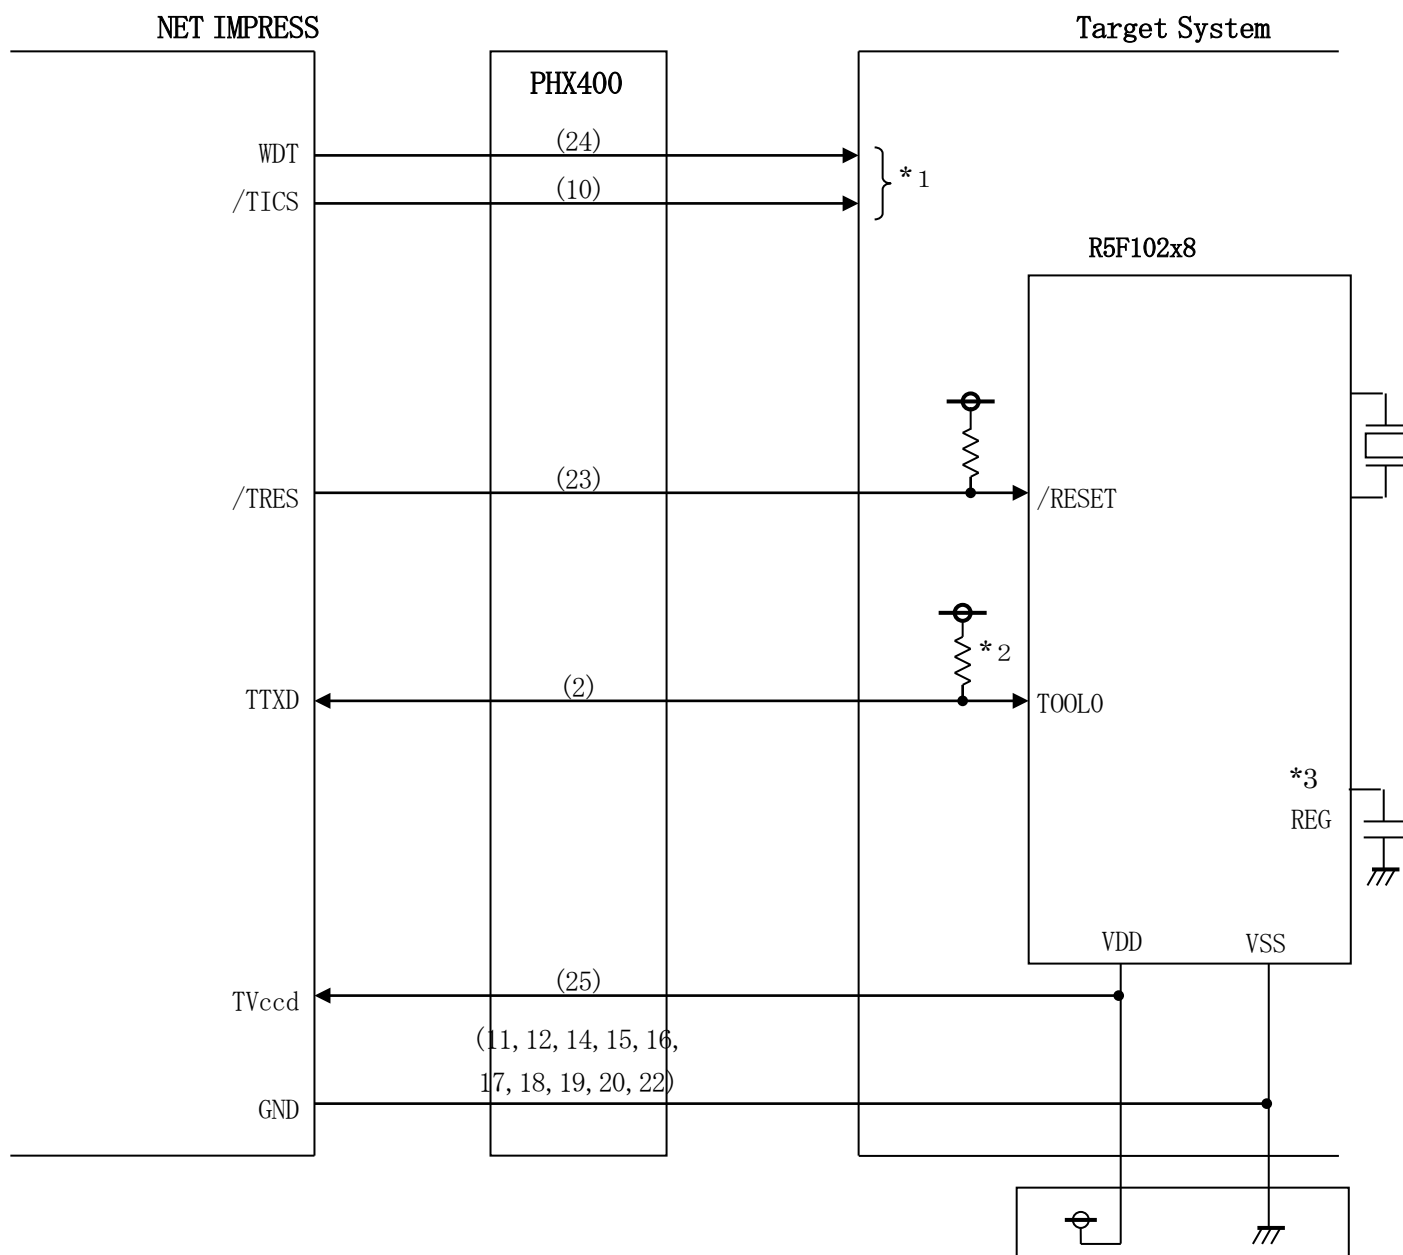 NET IMPRESS
Target System
PHX400
WDT
(24)
*1
/TICS
(10)
R5F102x8
/TRES
(23)
/RESET
*2
TTXD
(2)
TOOL0
*3
REG
VDD
VSS
TVccd
(25)
(11, 12, 14, 15, 16,
17, 18, 19, 20, 22)
GND